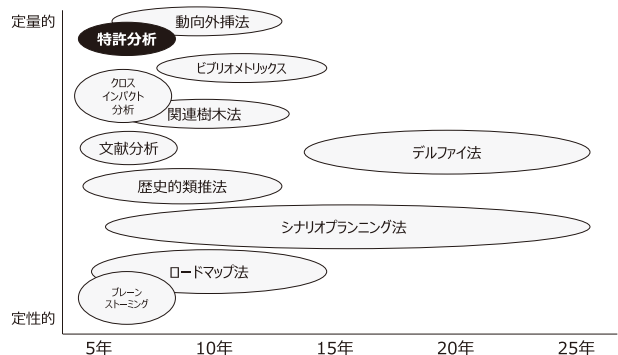 定量的
動向外挿法
特許分析
ビブリオメトリックス
クロス
インパクト
分析
関連樹木法
文献分析
デルファイ法
歴史的類推法
シナリオプランニング法
ロードマップ法
ブレーン
ストーミング
定性的
5年 10年 15年 20年 25年